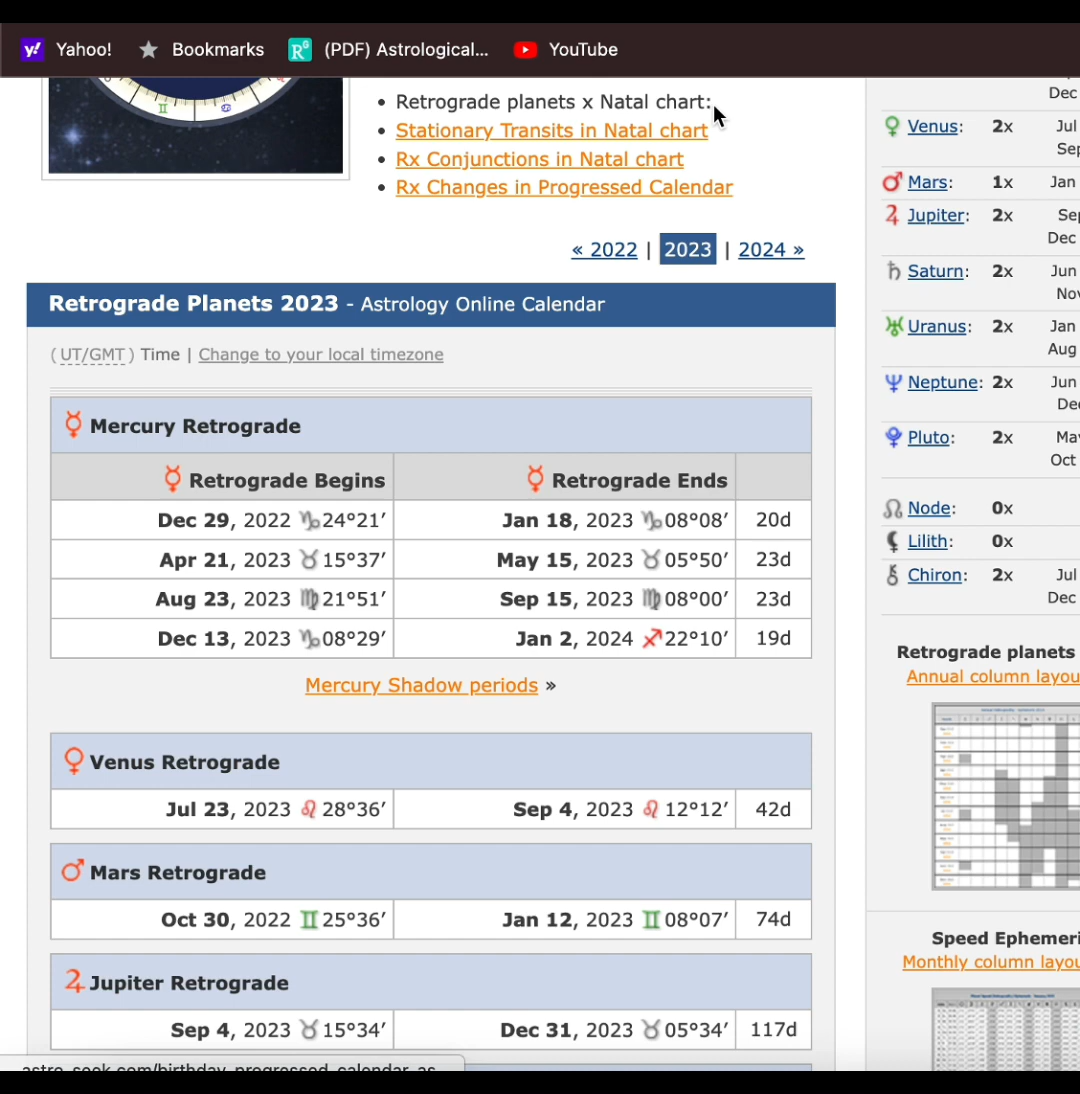 Yahoo! Bookmarks (PDF) Astrological... YouTube
• Retrograde planets x Natal chart:
• Stationary Transits in Natal chart
• Rx Conjunctions in Natal chart
• Rx Changes in Progressed Calendar
« 2022 | 2023 | 2024 »
Retrograde Planets 2023 - Astrology Online Calendar
(UT/GMT) Time | Change to your local timezone
☿ Mercury Retrograde
☿ Retrograde Begins ☿ Retrograde Ends
Dec 29, 2022 ♑24°21′ Jan 18, 2023 ♑08°08′ 20d
Apr 21, 2023 ♉15°37′ May 15, 2023 ♉05°50′ 23d
Aug 23, 2023 ♍21°51′ Sep 15, 2023 ♍08°00′ 23d
Dec 13, 2023 ♑08°29′ Jan 2, 2024 ♐22°10′ 19d
Mercury Shadow periods »
♀ Venus Retrograde
Jul 23, 2023 ♌28°36′ Sep 4, 2023 ♌12°12′ 42d
♂ Mars Retrograde
Oct 30, 2022 ♊25°36′ Jan 12, 2023 ♊08°07′ 74d
♃ Jupiter Retrograde
Sep 4, 2023 ♉15°34′ Dec 31, 2023 ♉05°34′ 117d
Dec
♀ Venus: 2x Jul
Sep
♂ Mars: 1x Jan
♃ Jupiter: 2x Sep
Dec
♄ Saturn: 2x Jun
Nov
♅ Uranus: 2x Jan
Aug
♆ Neptune: 2x Jun
Dec
Pluto: 2x May
Oct
☊ Node: 0x
⚸ Lilith: 0x
⚷ Chiron: 2x Jul
Dec
Retrograde planets
Annual column layou
Speed Ephemeri
Monthly column layou